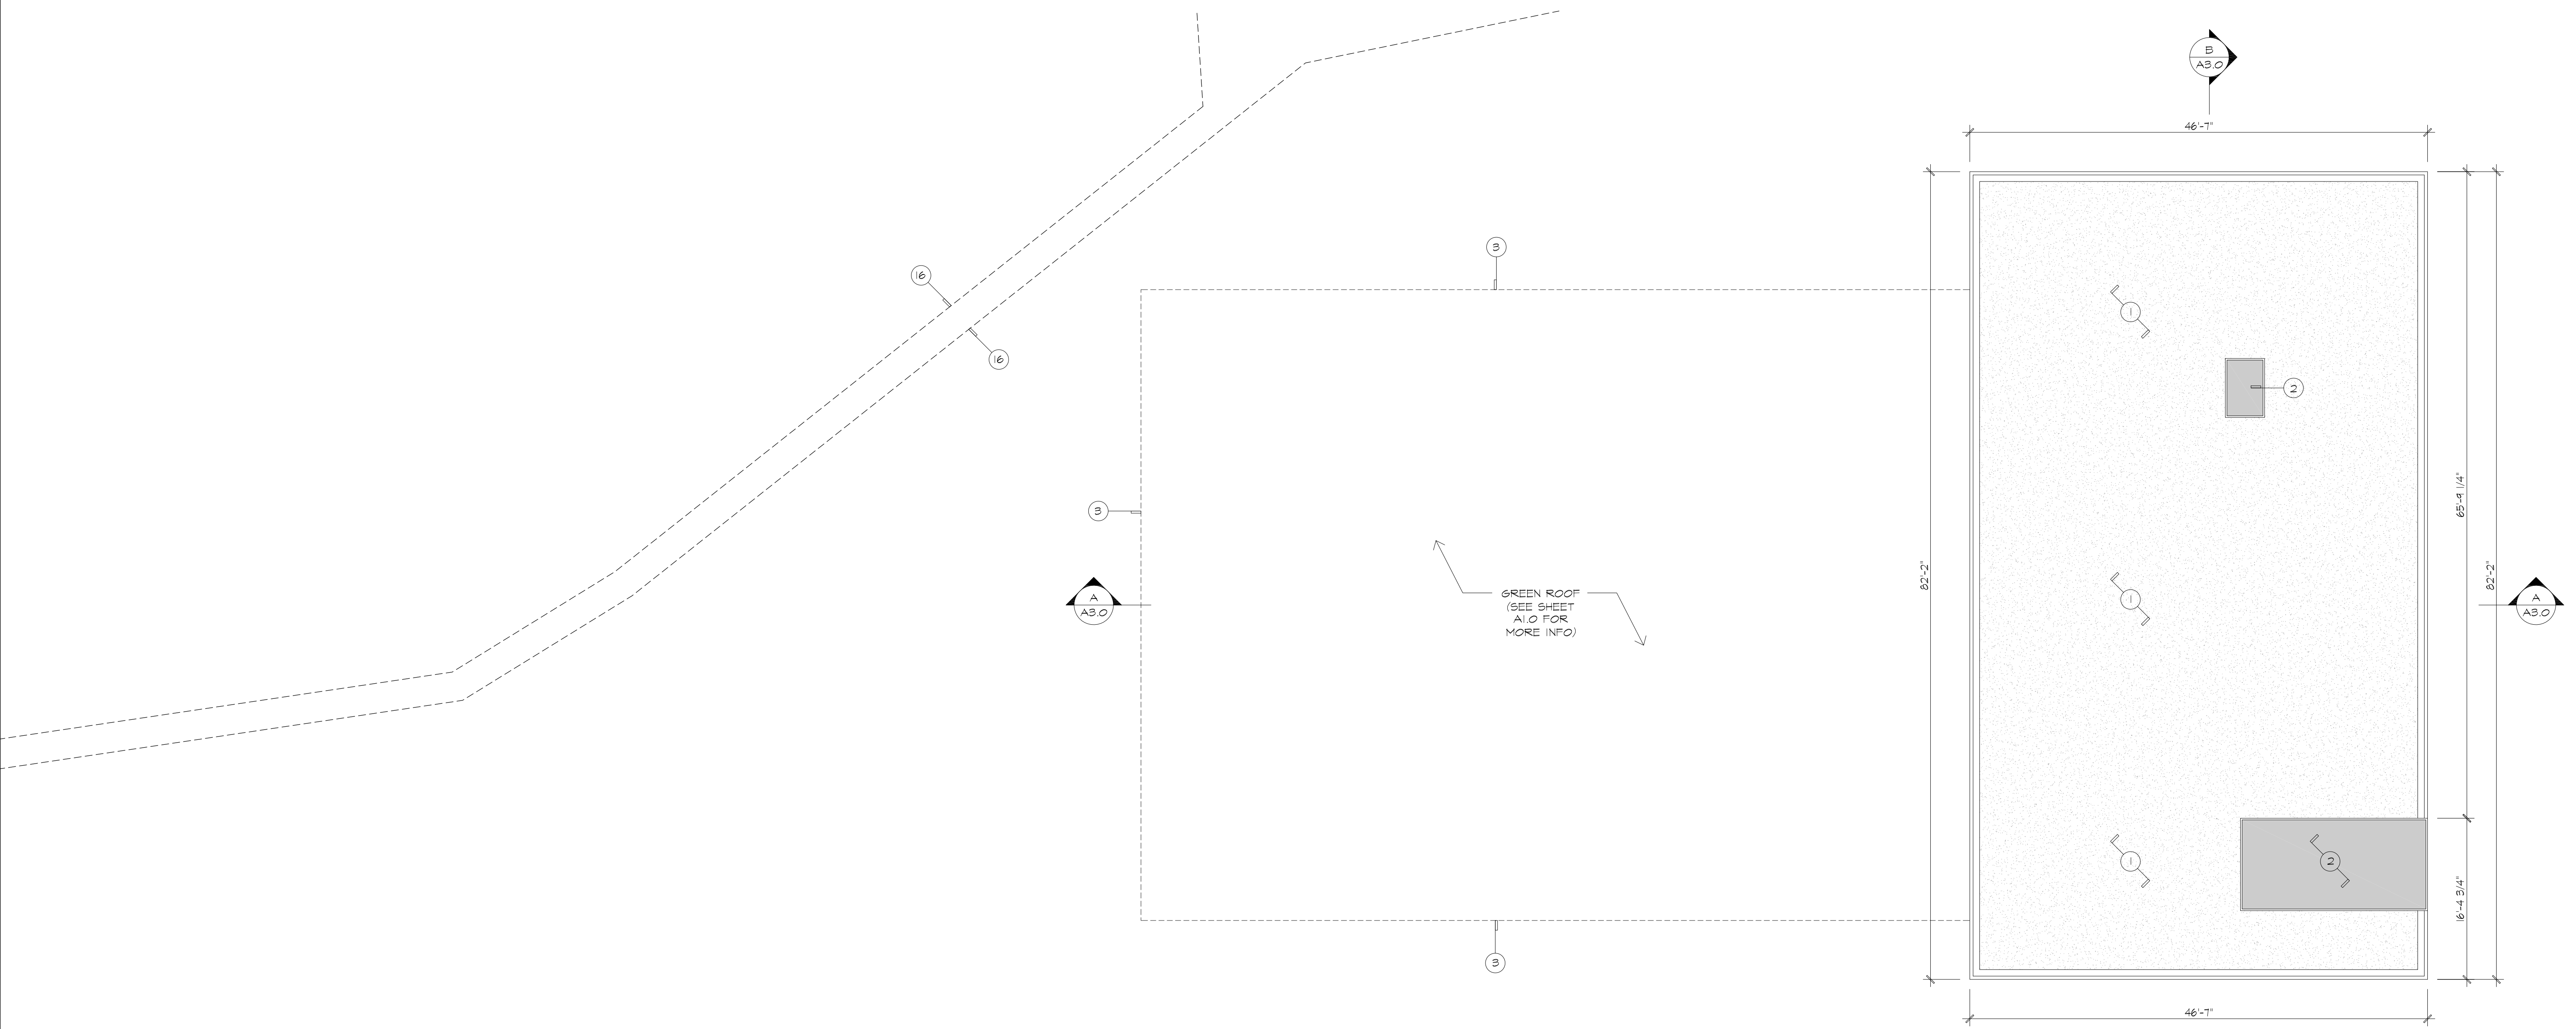 B
A3.0
46'-7"
3
16
1
16
2
65'-9 1/4"
3
82'-2"
82'-2"
A
A3.0
GREEN ROOF
(SEE SHEET
A1.0 FOR
MORE INFO)
1
A
A3.0
1
2
16'-4 3/4"
3
46'-7"